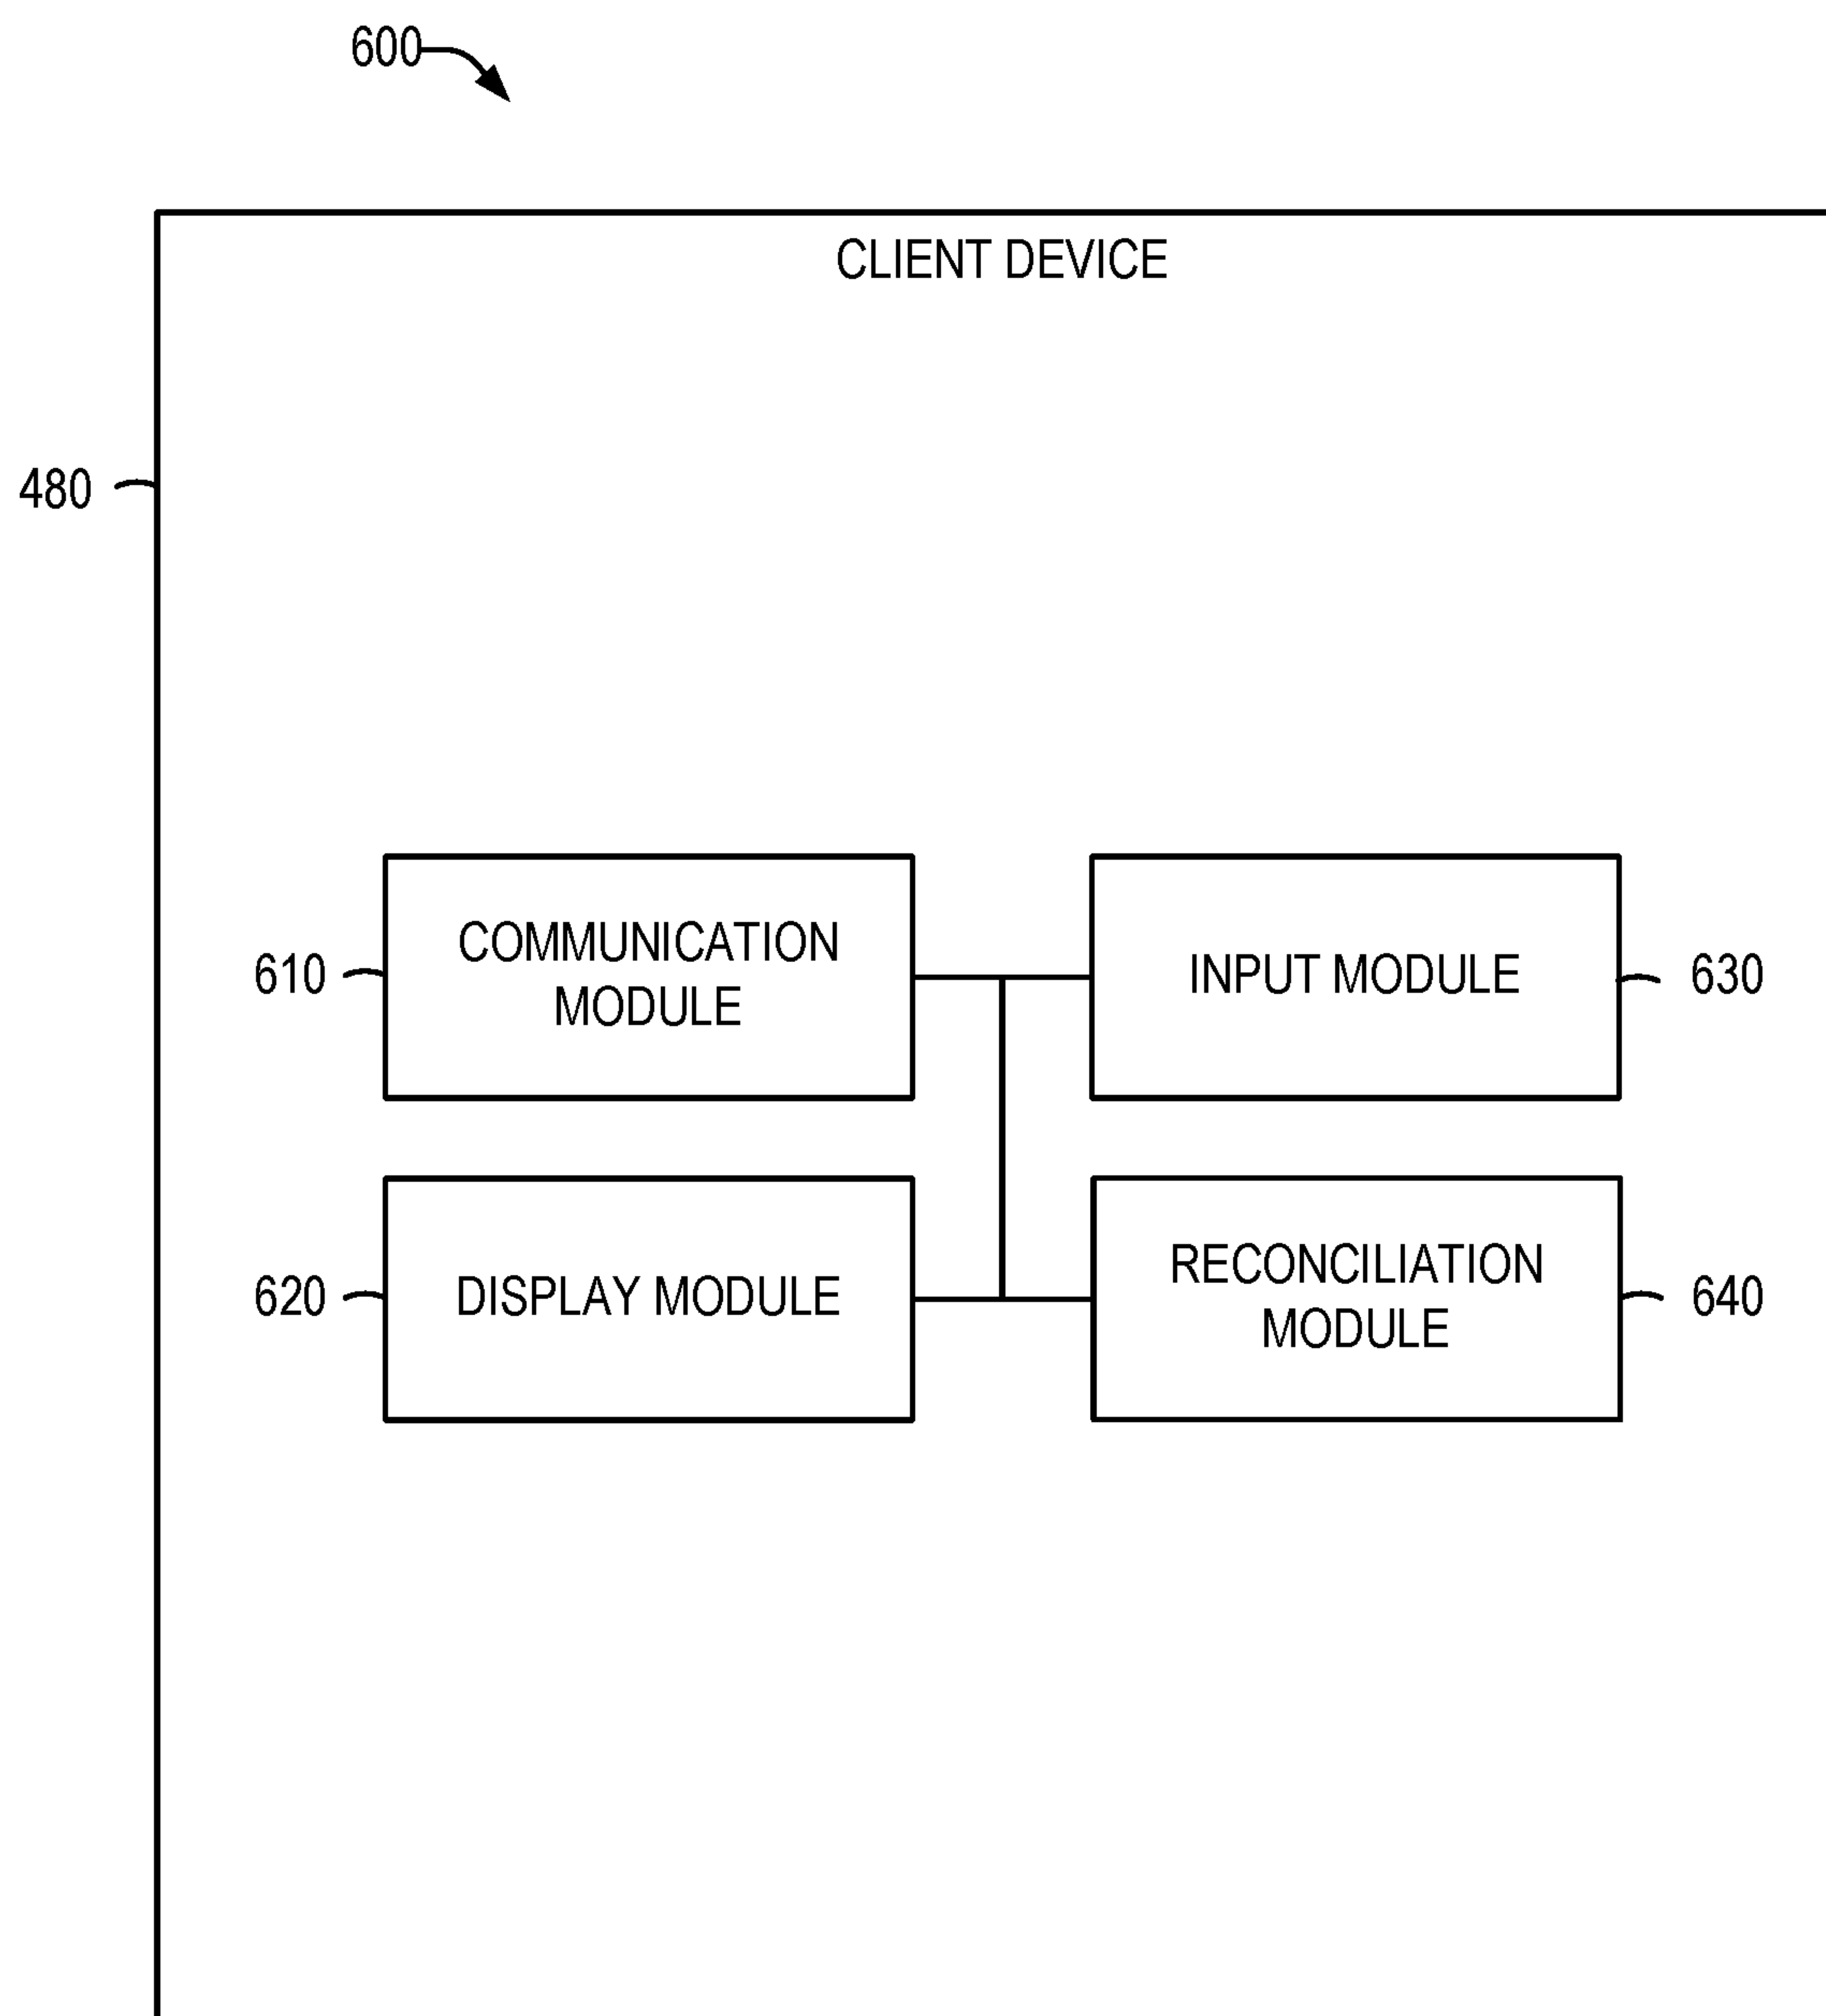 600
CLIENT DEVICE
480
COMMUNICATION
MODULE
610
INPUT MODULE
630
DISPLAY MODULE
620
RECONCILIATION
MODULE
640